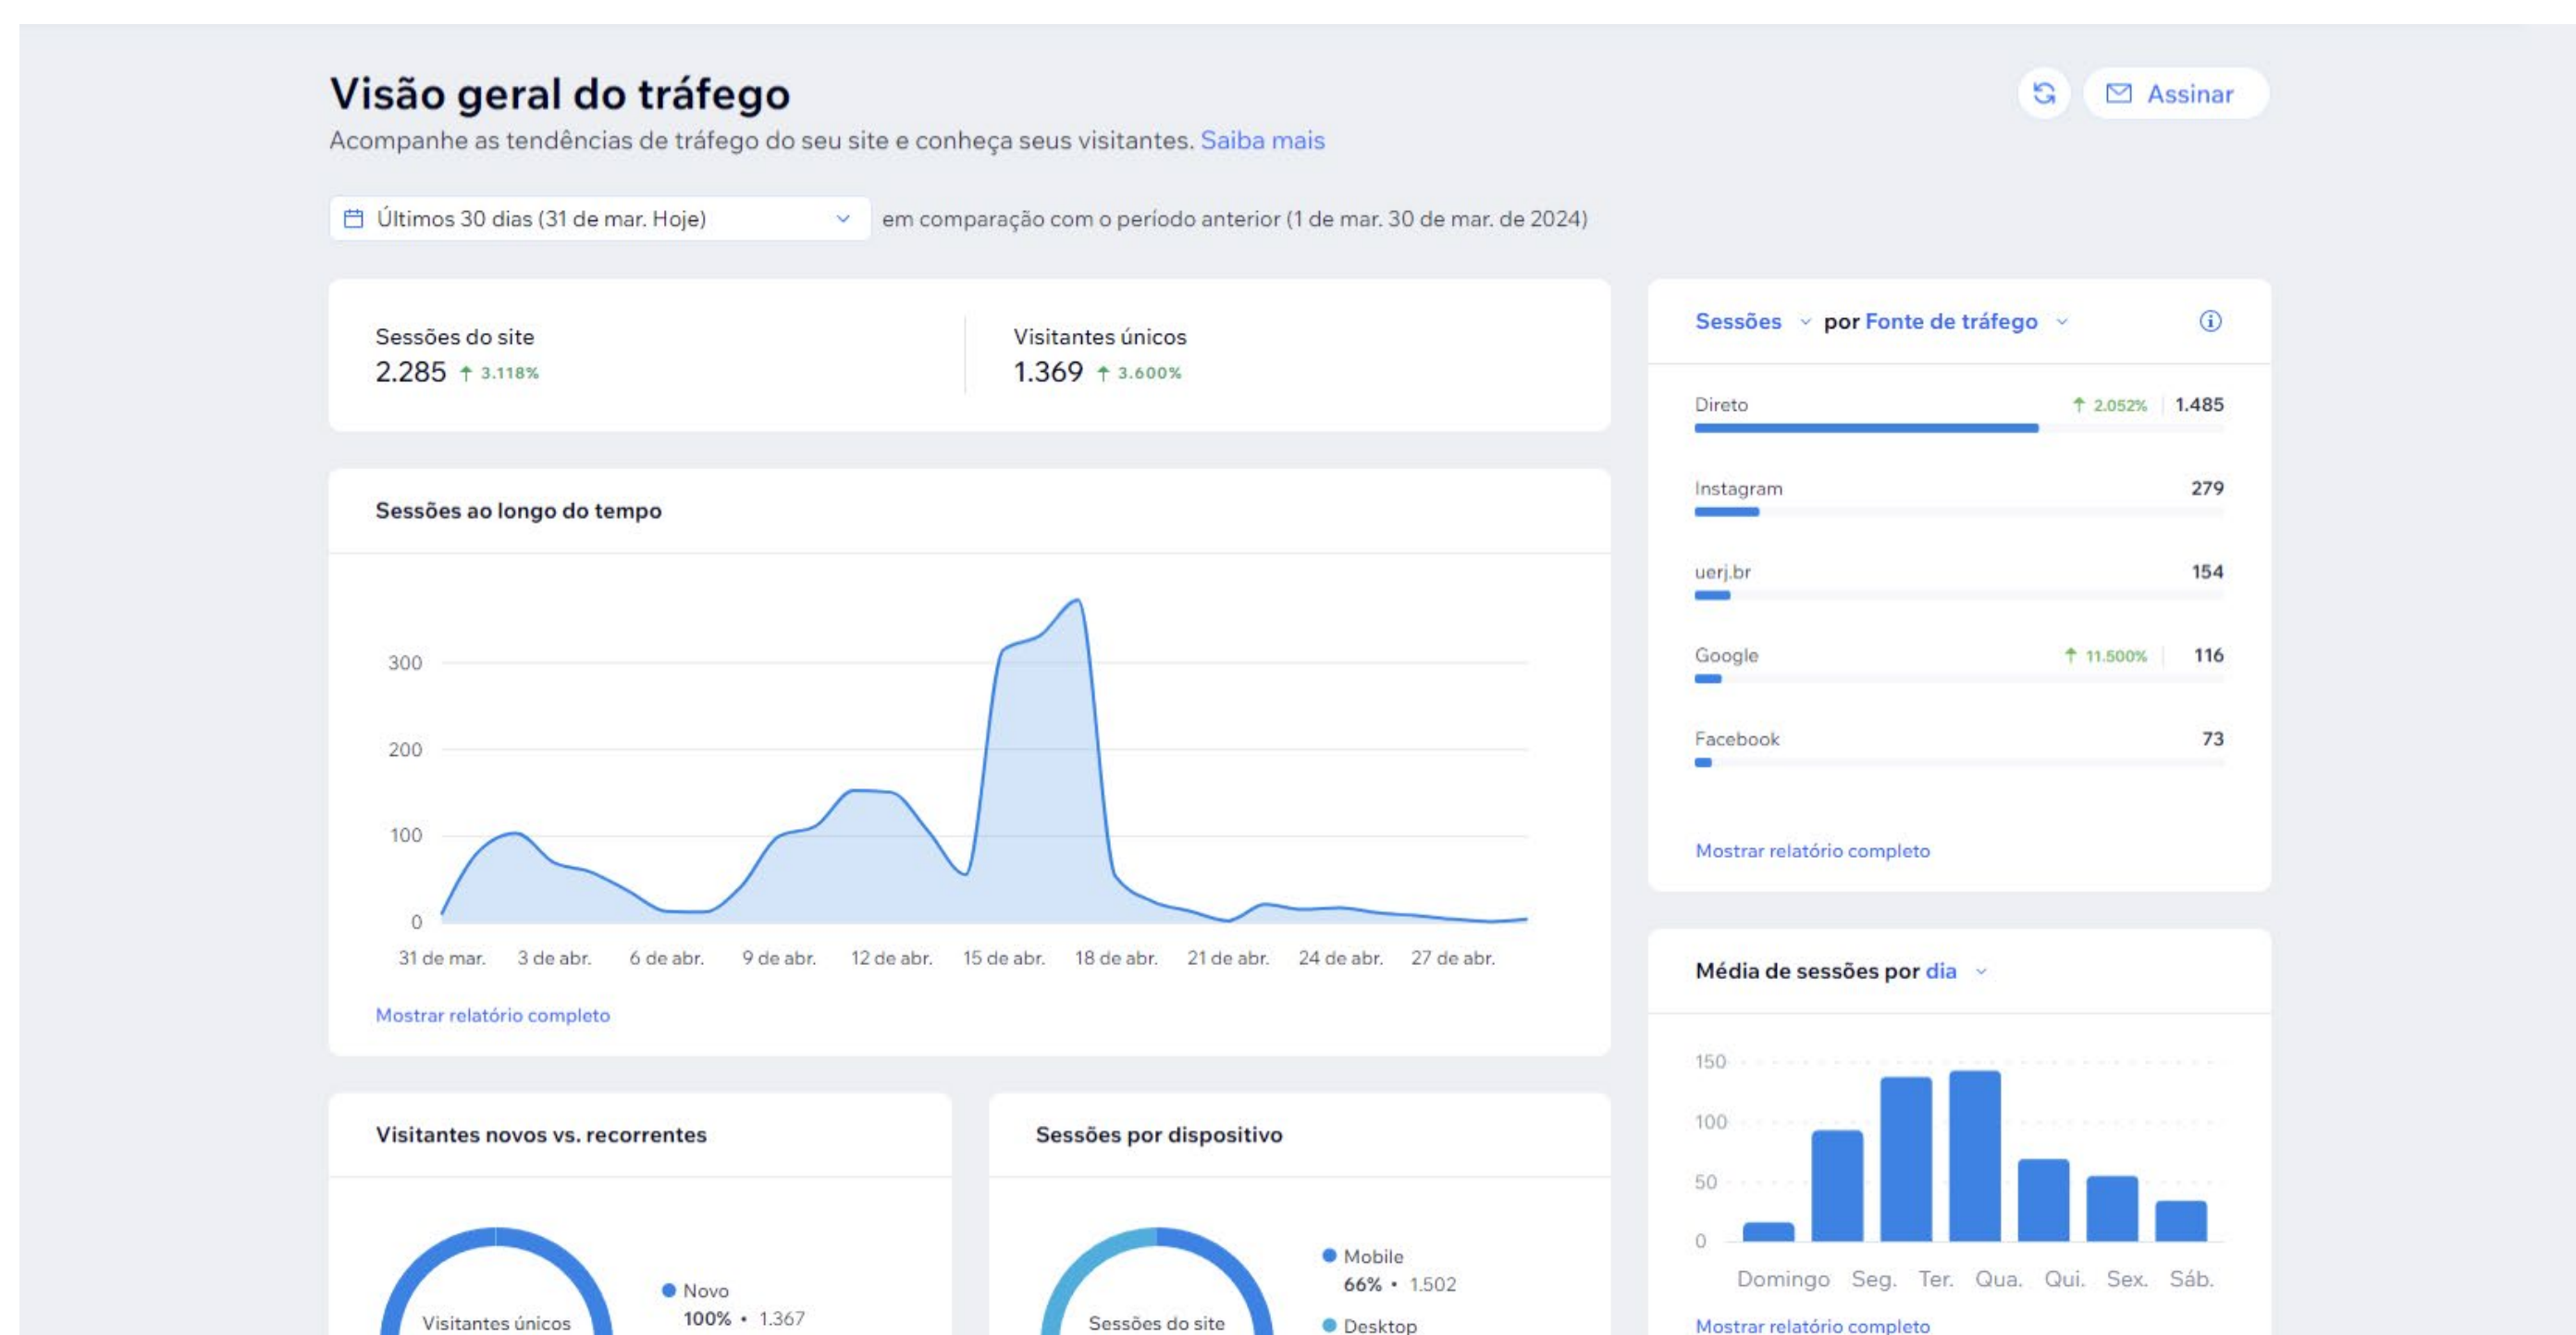 Visão geral do tráfego
Assinar
Acompanhe as tendências de tráfego do seu site e conheça seus visitantes. Saiba mais
Últimos 30 dias (31 de mar. Hoje)
em comparação com o período anterior (1 de mar. 30 de mar. de 2024)
Sessões do site
2.285 ↑ 3.118%
Visitantes únicos
1.369 ↑ 3.600%
Sessões ao longo do tempo
300
200
100
0
31 de mar. 3 de abr. 6 de abr. 9 de abr. 12 de abr. 15 de abr. 18 de abr. 21 de abr. 24 de abr. 27 de abr.
Mostrar relatório completo
Visitantes novos vs. recorrentes
Visitantes únicos
Novo
100% • 1.367
Sessões por dispositivo
Sessões do site
Mobile
66% • 1.502
Desktop
Sessões por Fonte de tráfego
Direto ↑ 2.052% 1.485
Instagram 279
uerj.br 154
Google ↑ 11.500% 116
Facebook 73
Mostrar relatório completo
Média de sessões por dia
150
100
50
0
Domingo Seg. Ter. Qua. Qui. Sex. Sáb.
Mostrar relatório completo